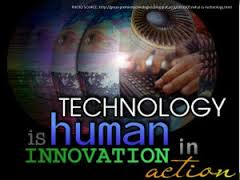 TECHNOLOGY
is human
INNOVATION in
action